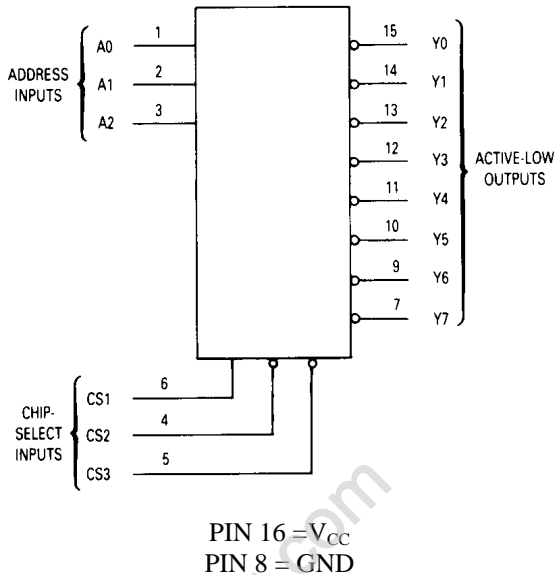 ADDRESS
INPUTS
A0 1
A1 2
A2 3
15 Y0
14 Y1
13 Y2
12 Y3
11 Y4
10 Y5
9 Y6
7 Y7
ACTIVE-LOW
OUTPUTS
CHIP-
SELECT
INPUTS
CS1 6
CS2 4
CS3 5
.com
PIN 16 =VCC
PIN 8 = GND